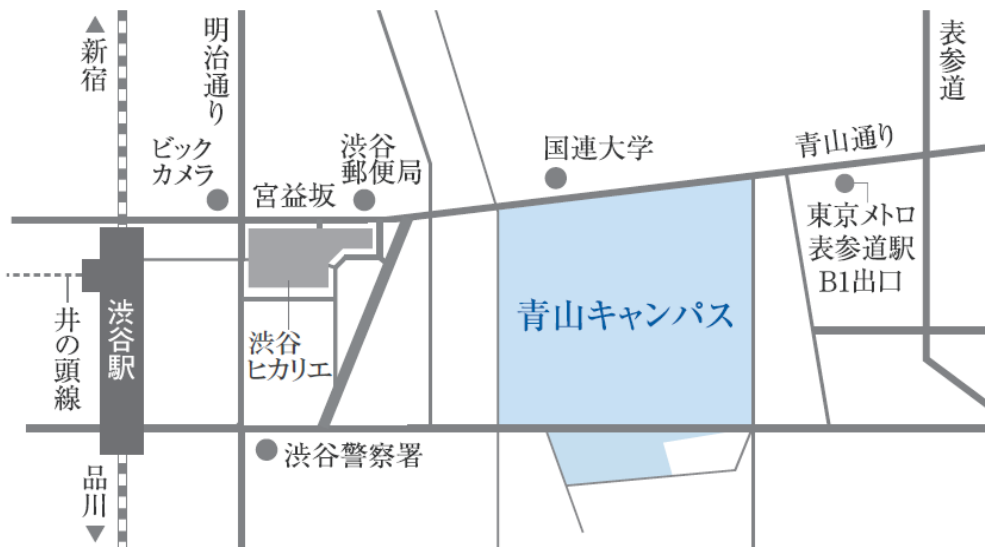 ▲
新宿
明治通り
ビック
カメラ
宮益坂
渋谷
郵便局
国連大学
青山通り
表参道
東京メトロ
表参道駅
B1出口
青山キャンパス
渋谷
ヒカリエ
渋谷駅
井の頭線
渋谷警察署
品川
▼